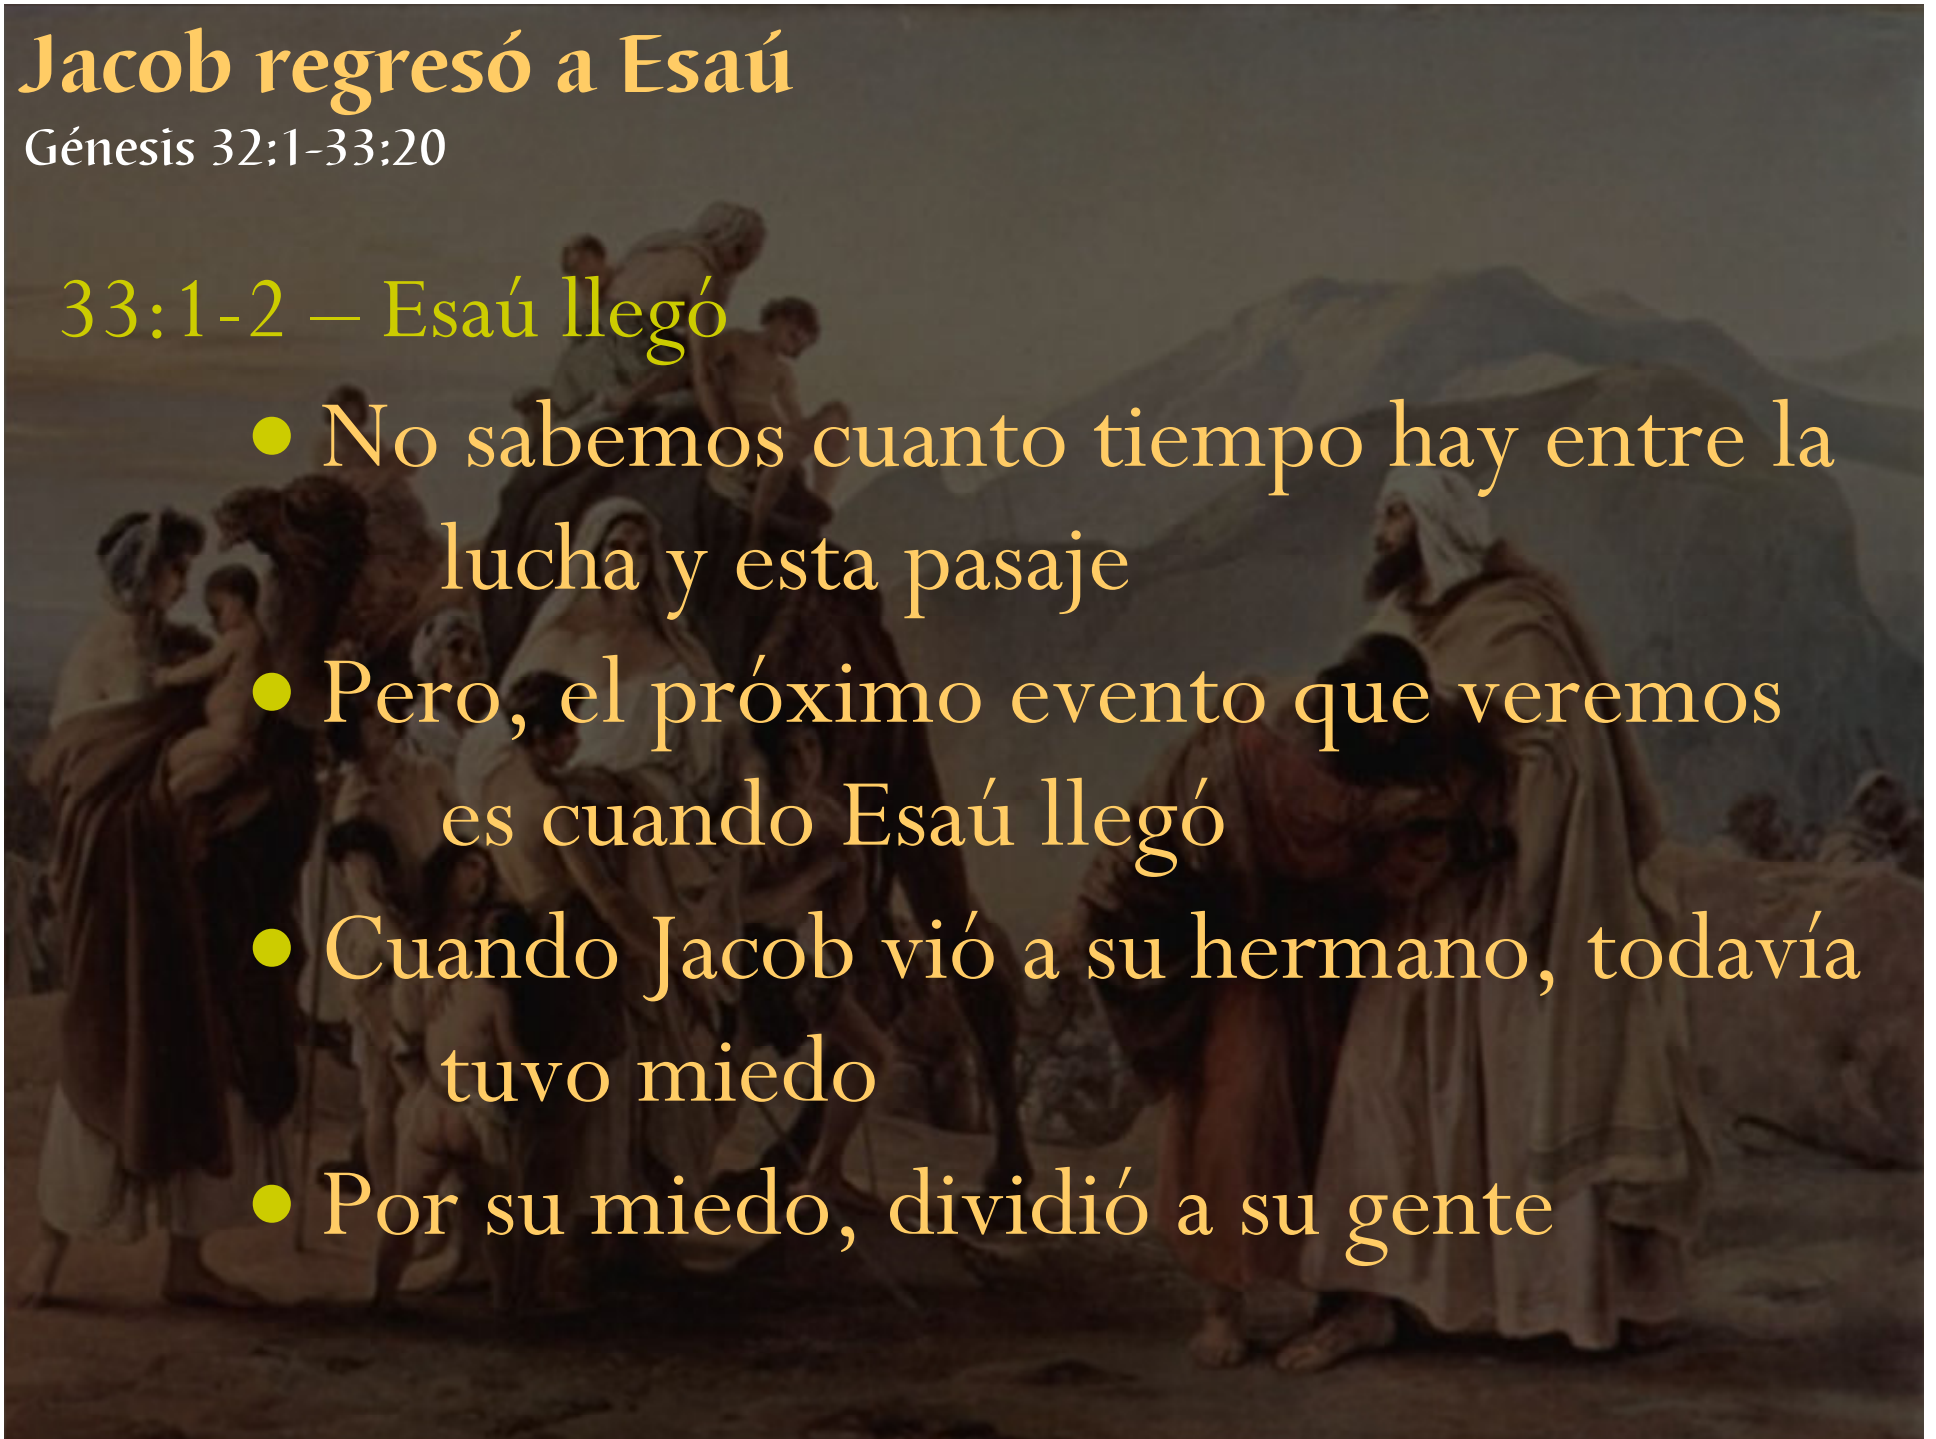 Jacob regresó a Esaú
Génesis 32:1-33:20
33:1-2 – Esaú llegó
• No sabemos cuanto tiempo hay entre la
lucha y esta pasaje
• Pero, el próximo evento que veremos
es cuando Esaú llegó
• Cuando Jacob vió a su hermano, todavía
tuvo miedo
• Por su miedo, dividió a su gente